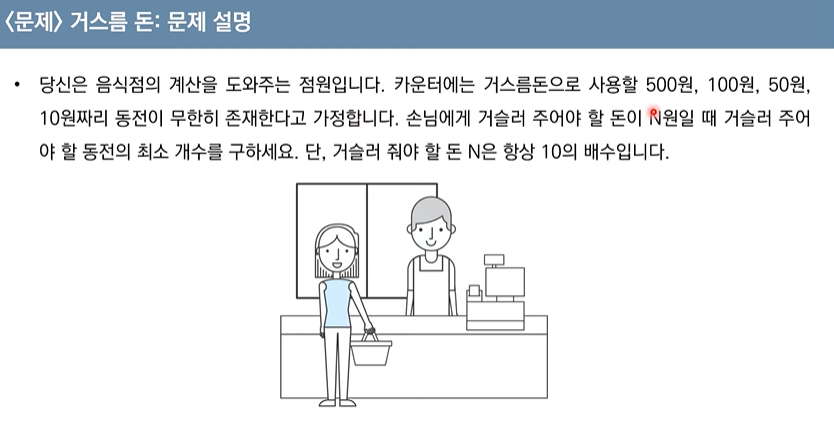 <문제> 거스름 돈: 문제 설명
• 당신은 음식점의 계산을 도와주는 점원입니다. 카운터에는 거스름돈으로 사용할 500원, 100원, 50원,
10원짜리 동전이 무한히 존재한다고 가정합니다. 손님에게 거슬러 주어야 할 돈이 N원일 때 거슬러 주어
야 할 동전의 최소 개수를 구하세요. 단, 거슬러 줘야 할 돈 N은 항상 10의 배수입니다.